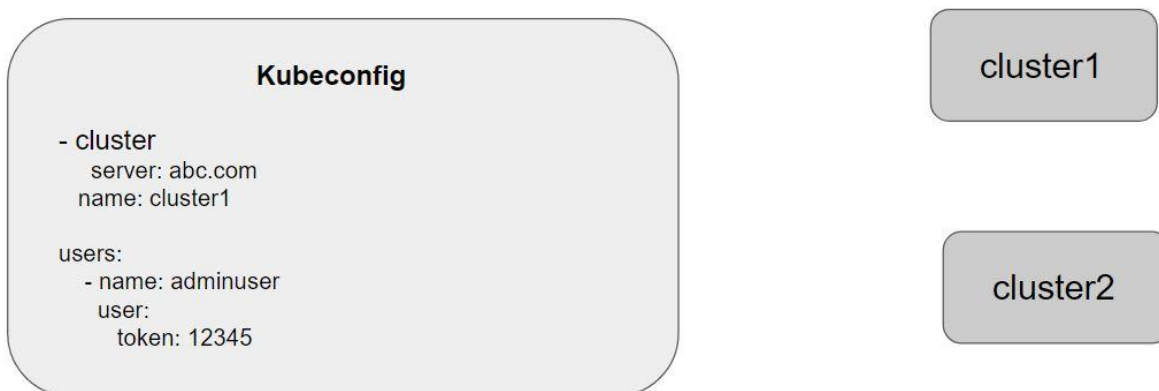 Kubeconfig
- cluster
server: abc.com
name: cluster1
users:
- name: adminuser
user:
token: 12345
cluster1
cluster2